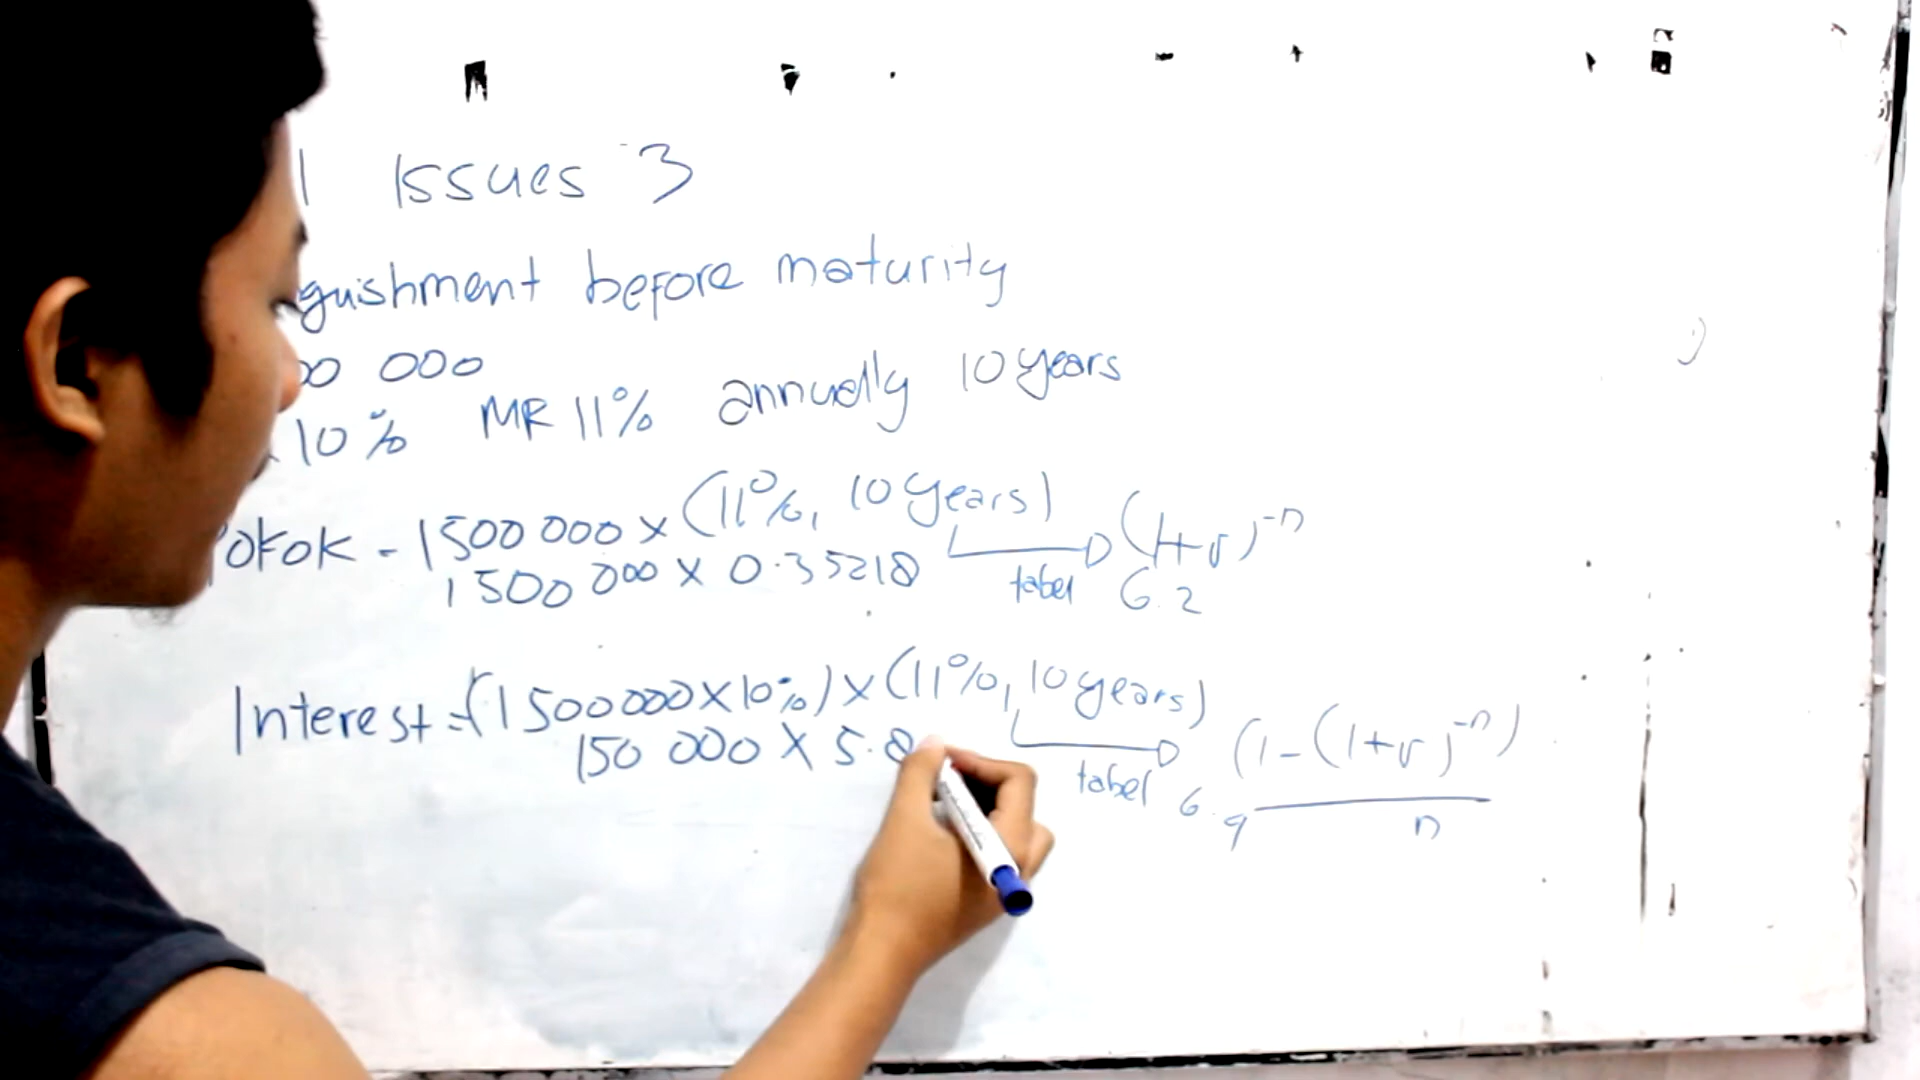 Issues 3
guishment before maturity
00 000
10% MR 11% annually 10 years
Pokok - 1500 000 x (11%, 10 years) (1+r)^-n
1500 000 x 0.35218 tabel 6.2
Interest = (1500000 x 10%) x (11%, 10 years)
150 000 x 5.8 tabel 6.4 (1-(1+r)^-n)
n